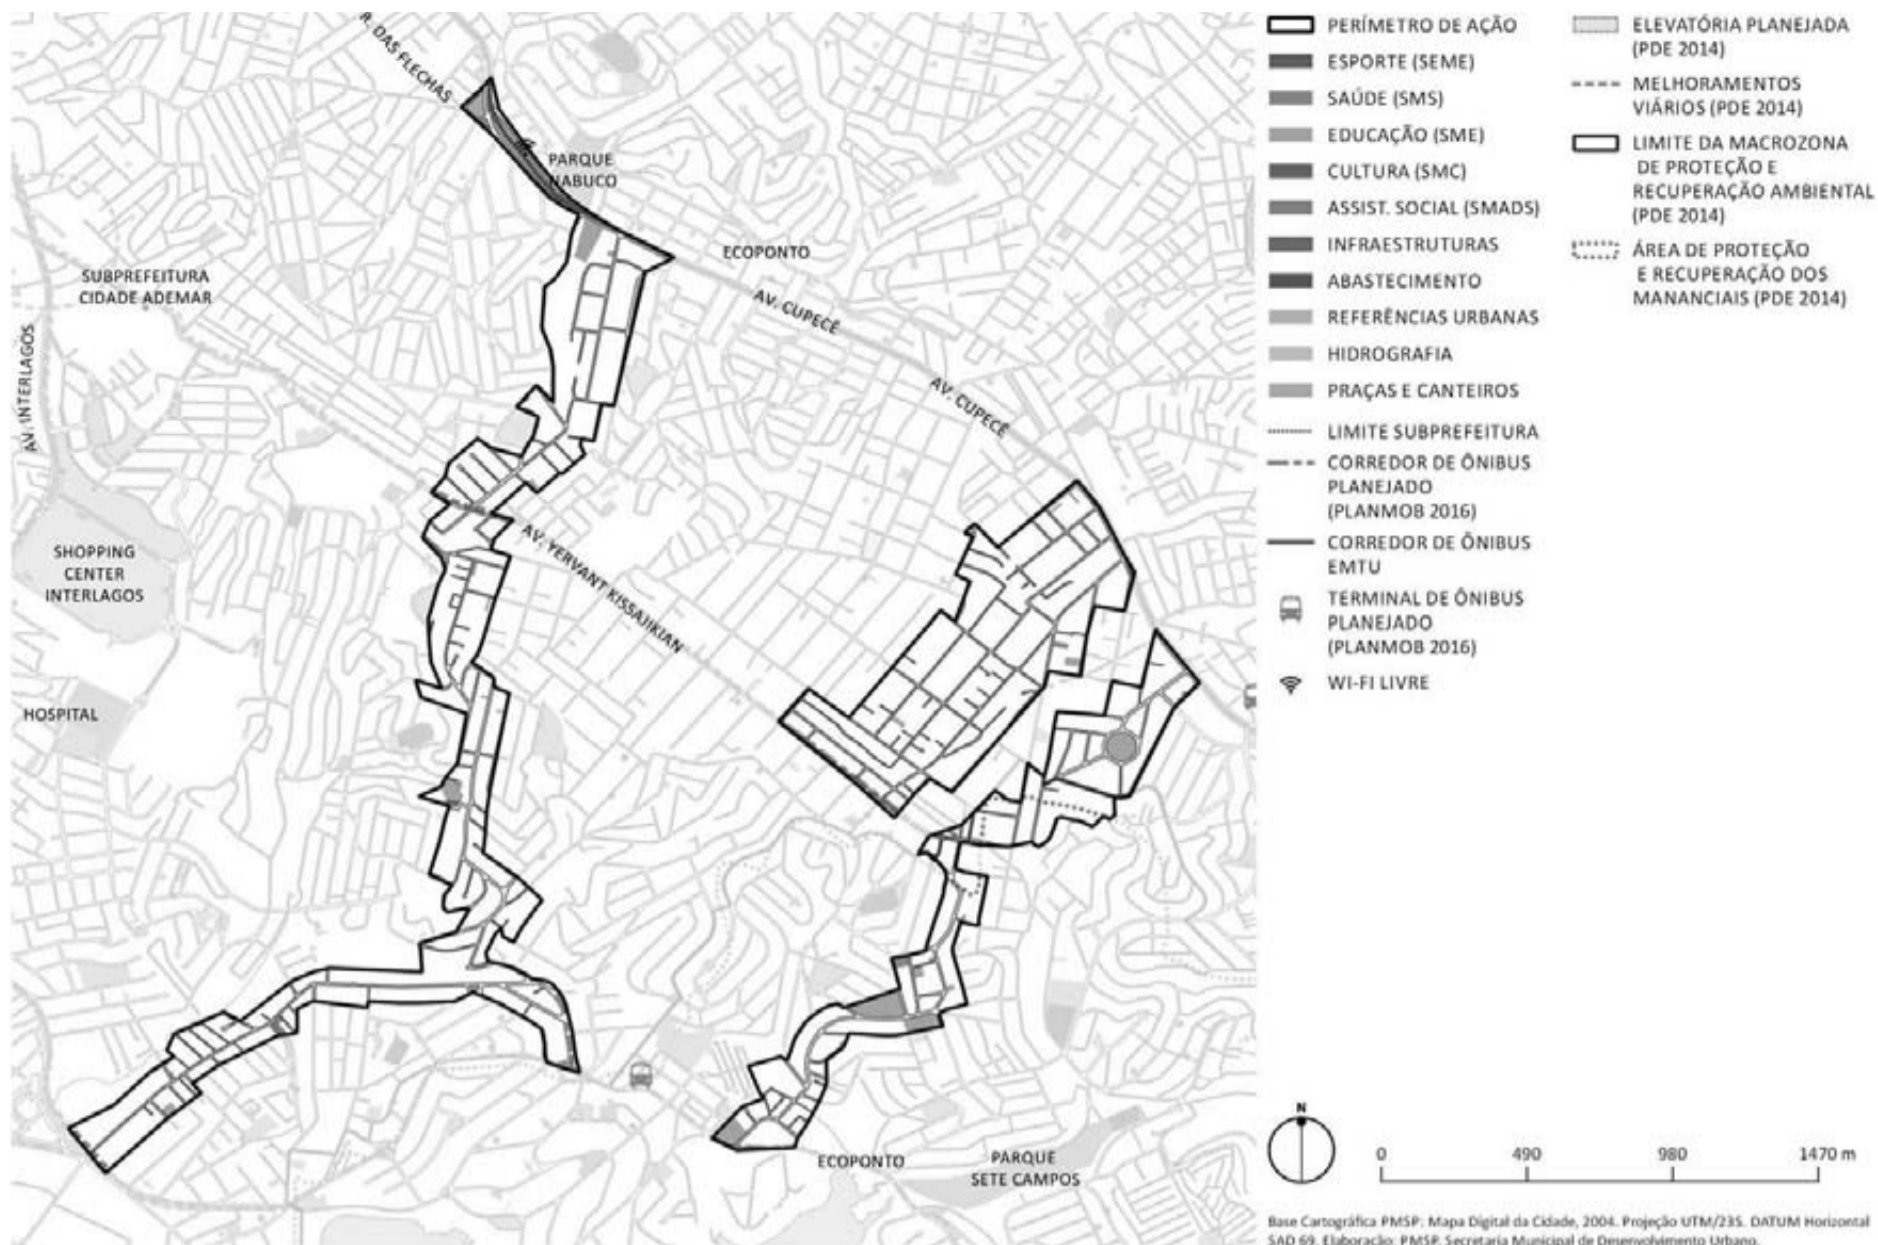 R. DAS FLECHAS
PARQUE
NABUCO
ECOPONTO
SUBPREFEITURA
CIDADE ADEMAR
AV. CUPECÊ
AV. INTERLAGOS
AV. CUPECÊ
SHOPPING
CENTER
INTERLAGOS
AV. YERVANT KISSAJIKIAN
HOSPITAL
ECOPONTO
PARQUE
SETE CAMPOS
PERÍMETRO DE AÇÃO
ESPORTE (SEME)
SAÚDE (SMS)
EDUCAÇÃO (SME)
CULTURA (SMC)
ASSIST. SOCIAL (SMADS)
INFRAESTRUTURAS
ABASTECIMENTO
REFERÊNCIAS URBANAS
HIDROGRAFIA
PRAÇAS E CANTEIROS
LIMITE SUBPREFEITURA
CORREDOR DE ÔNIBUS
PLANEJADO
(PLANMOB 2016)
CORREDOR DE ÔNIBUS
EMTU
TERMINAL DE ÔNIBUS
PLANEJADO
(PLANMOB 2016)
WI-FI LIVRE
ELEVATÓRIA PLANEJADA
(PDE 2014)
MELHORAMENTOS
VIÁRIOS (PDE 2014)
LIMITE DA MACROZONA
DE PROTEÇÃO E
RECUPERAÇÃO AMBIENTAL
(PDE 2014)
ÁREA DE PROTEÇÃO
E RECUPERAÇÃO DOS
MANANCIAIS (PDE 2014)
N
0 490 980 1470 m
Base Cartográfica PMSP: Mapa Digital da Cidade, 2004. Projeção UTM/23S. DATUM Horizontal
SAD 69. Elaboração: PMSP. Secretaria Municipal de Desenvolvimento Urbano.